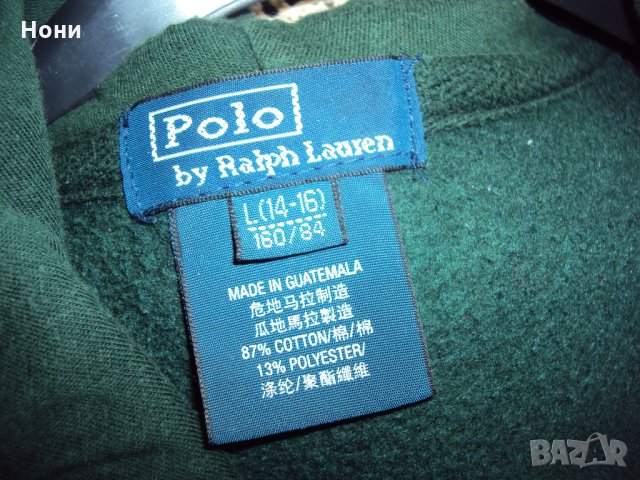 Нони
Polo
by Ralph Lauren
L(14-16)
160/84
MADE IN GUATEMALA
危地马拉制造
瓜地馬拉製造
87% COTTON/棉/棉
13% POLYESTER/
涤纶/聚酯纖維
BAZAR